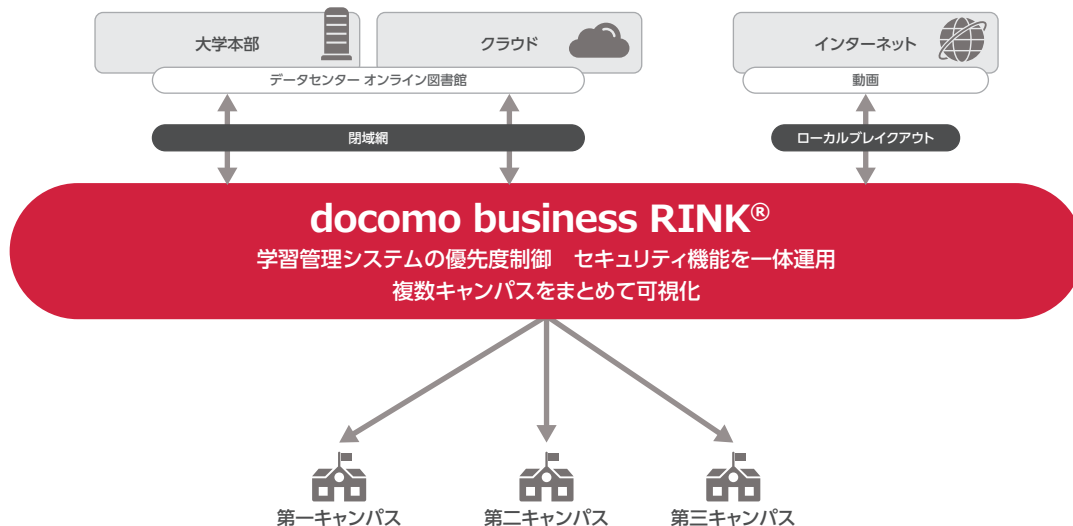 大学本部
クラウド
インターネット
データセンター オンライン図書館
動画
閉域網
ローカルブレイクアウト
docomo business RINK®
学習管理システムの優先度制御 セキュリティ機能を一体運用
複数キャンパスをまとめて可視化
第一キャンパス
第二キャンパス
第三キャンパス